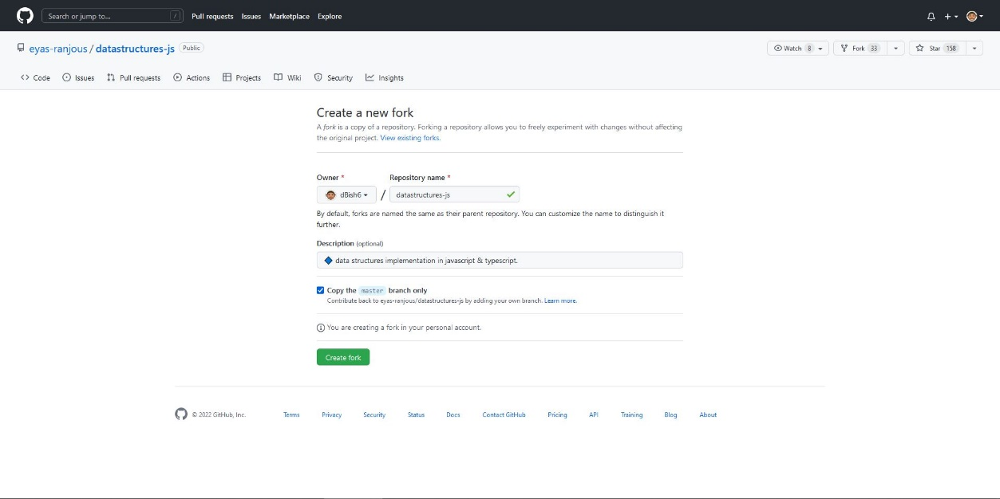 Search or jump to... / Pull requests Issues Marketplace Explore
eyas-ranjous / datastructures-js Public Watch 8 Fork 33 Star 158
Code Issues Pull requests Actions Projects Wiki Security Insights
Create a new fork
A fork is a copy of a repository. Forking a repository allows you to freely experiment with changes without affecting
the original project. View existing forks.
Owner * Repository name *
dBish6 / datastructures-js
By default, forks are named the same as their parent repository. You can customize the name to distinguish it
further.
Description (optional)
data structures implementation in javascript & typescript.
Copy the master branch only
Contribute back to eyas-ranjous/datastructures-js by adding your own branch. Learn more.
You are creating a fork in your personal account.
Create fork
© 2022 GitHub, Inc. Terms Privacy Security Status Docs Contact GitHub Pricing API Training Blog About